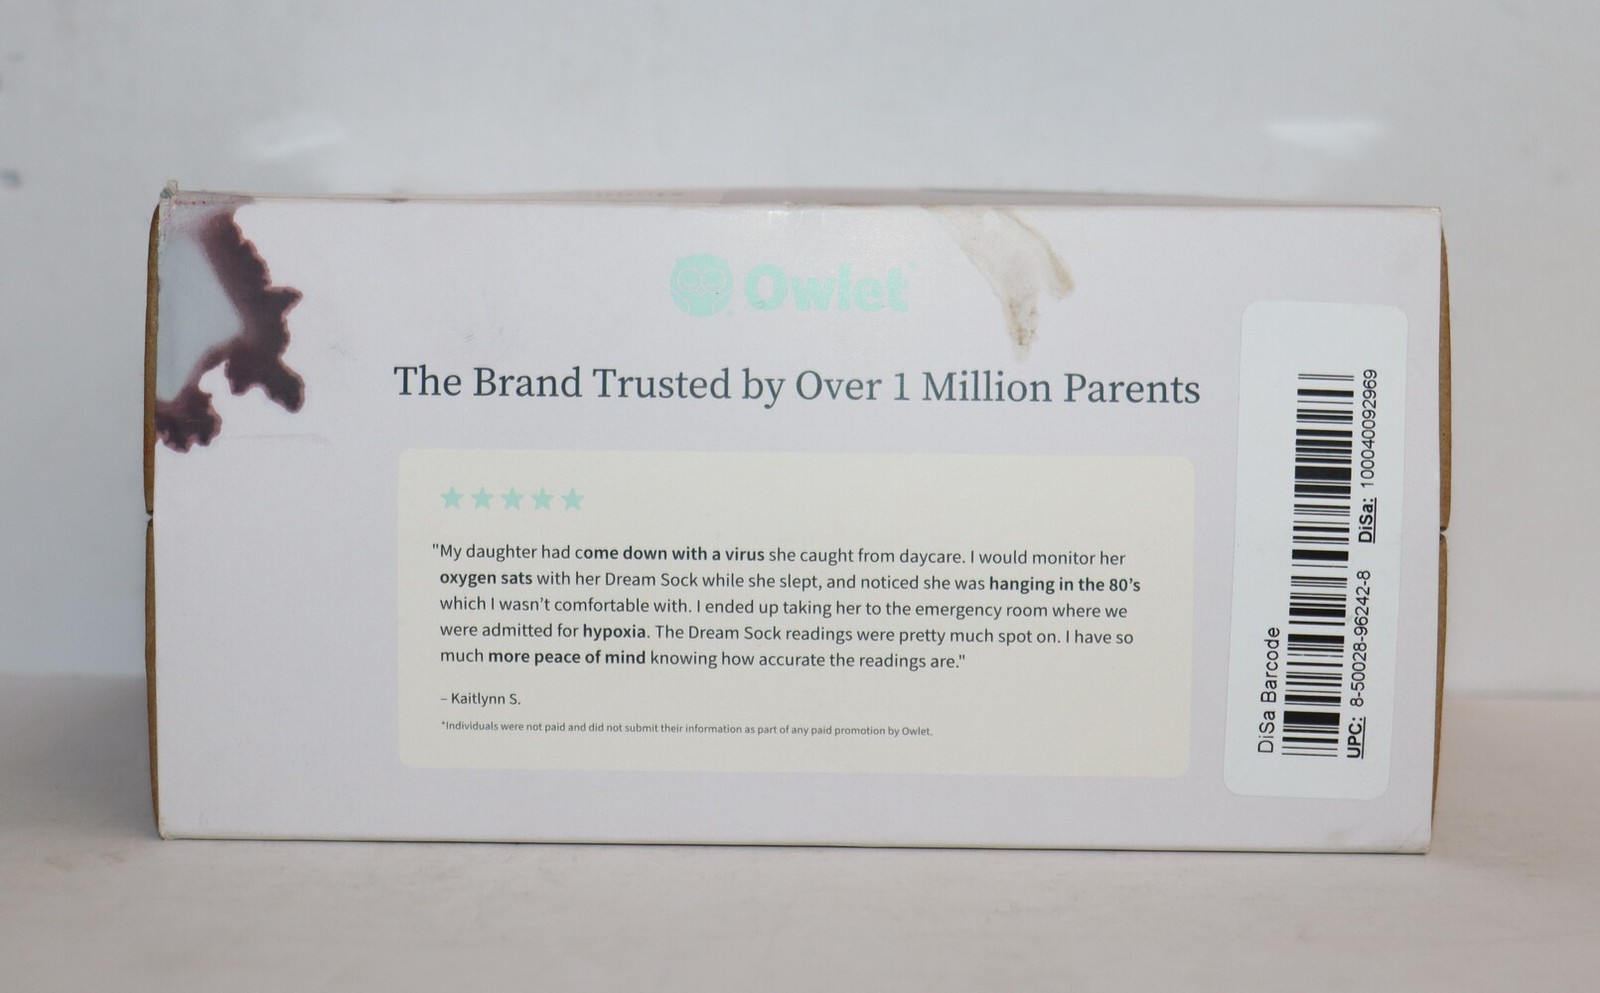 Owlet
The Brand Trusted by Over 1 Million Parents
"My daughter had come down with a virus she caught from daycare. I would monitor her
oxygen sats with her Dream Sock while she slept, and noticed she was hanging in the 80's
which I wasn't comfortable with. I ended up taking her to the emergency room where we
were admitted for hypoxia. The Dream Sock readings were pretty much spot on. I have so
much more peace of mind knowing how accurate the readings are."
– Kaitlynn S.
*Individuals were not paid and did not submit their information as part of any paid promotion by Owlet.
DiSa Barcode
UPC: 8-50028-96242-8 DiSa: 10004009296​9